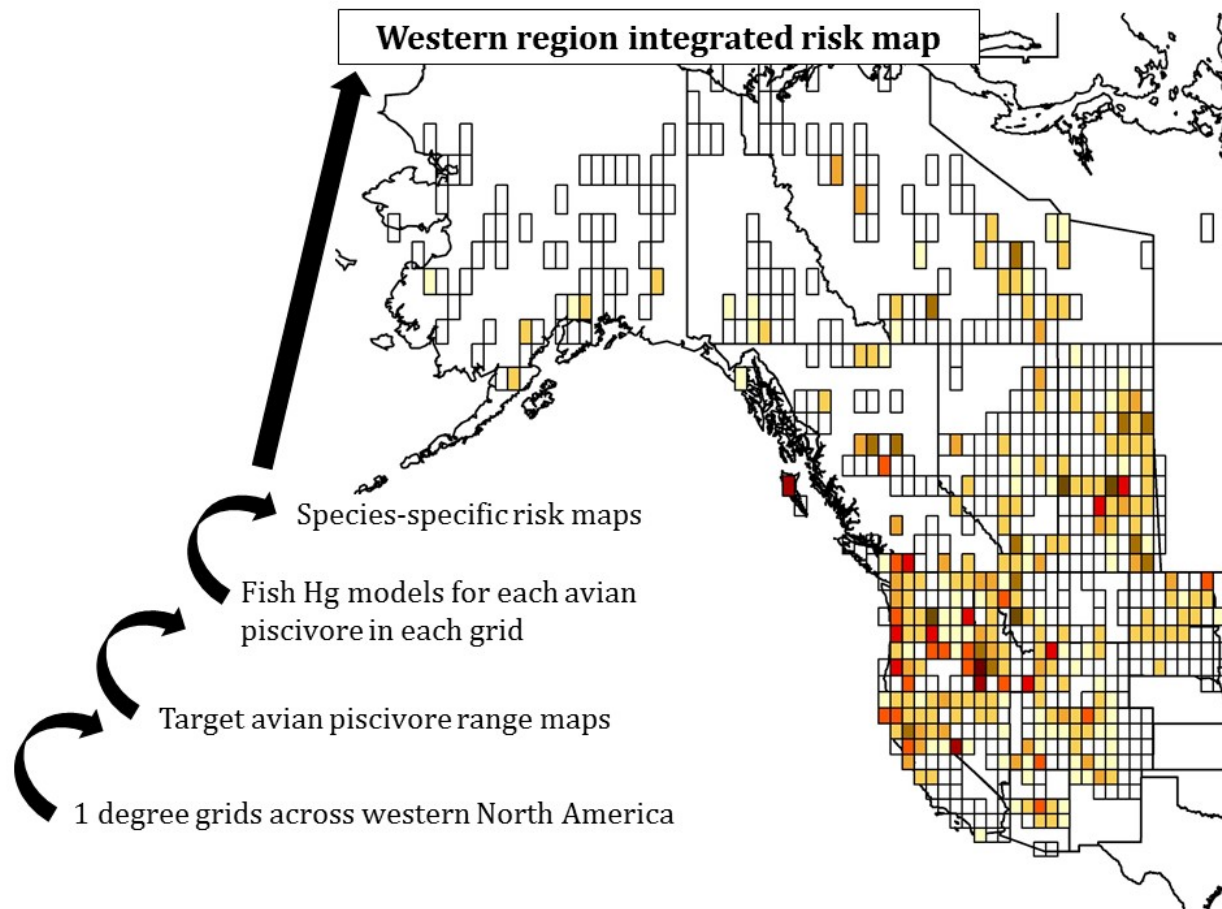 Western region integrated risk map
Species-specific risk maps
Fish Hg models for each avian
piscivore in each grid
Target avian piscivore range maps
1 degree grids across western North America